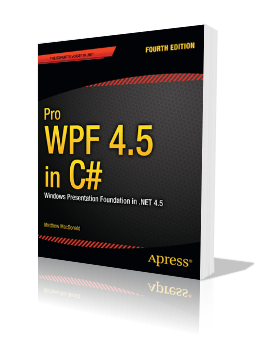 FOURTH EDITION
Pro
WPF 4.5
in C#
Windows Presentation Foundation in .NET 4.5
Matthew MacDonald
Apress®